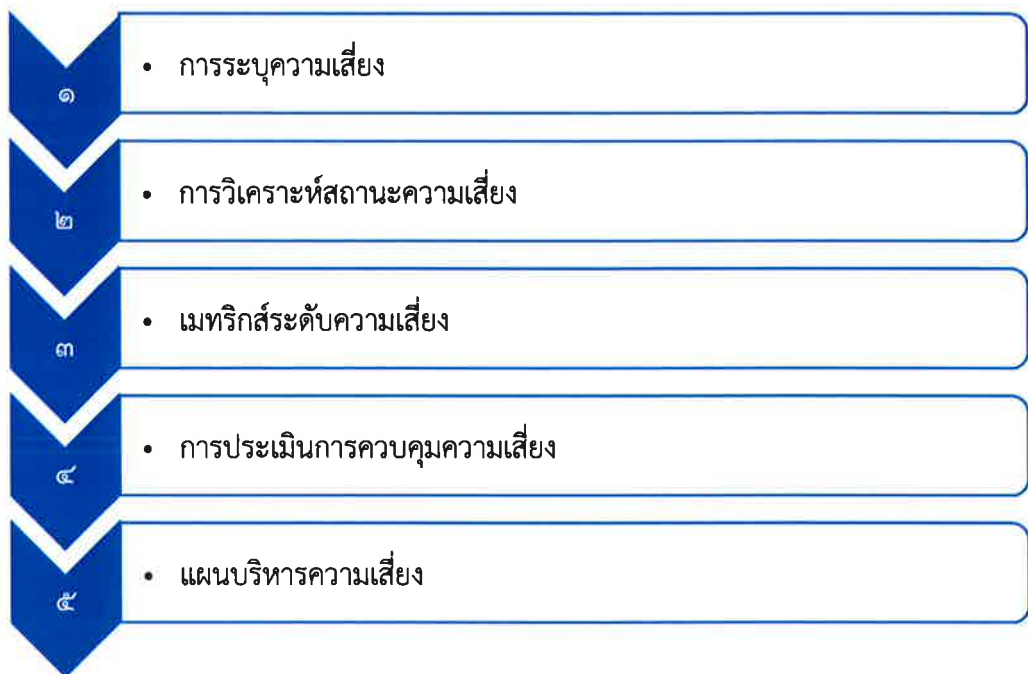 ๑
• การระบุความเสี่ยง
๒
• การวิเคราะห์สถานะความเสี่ยง
๓
• เมทริกส์ระดับความเสี่ยง
๔
• การประเมินการควบคุมความเสี่ยง
๕
• แผนบริหารความเสี่ยง